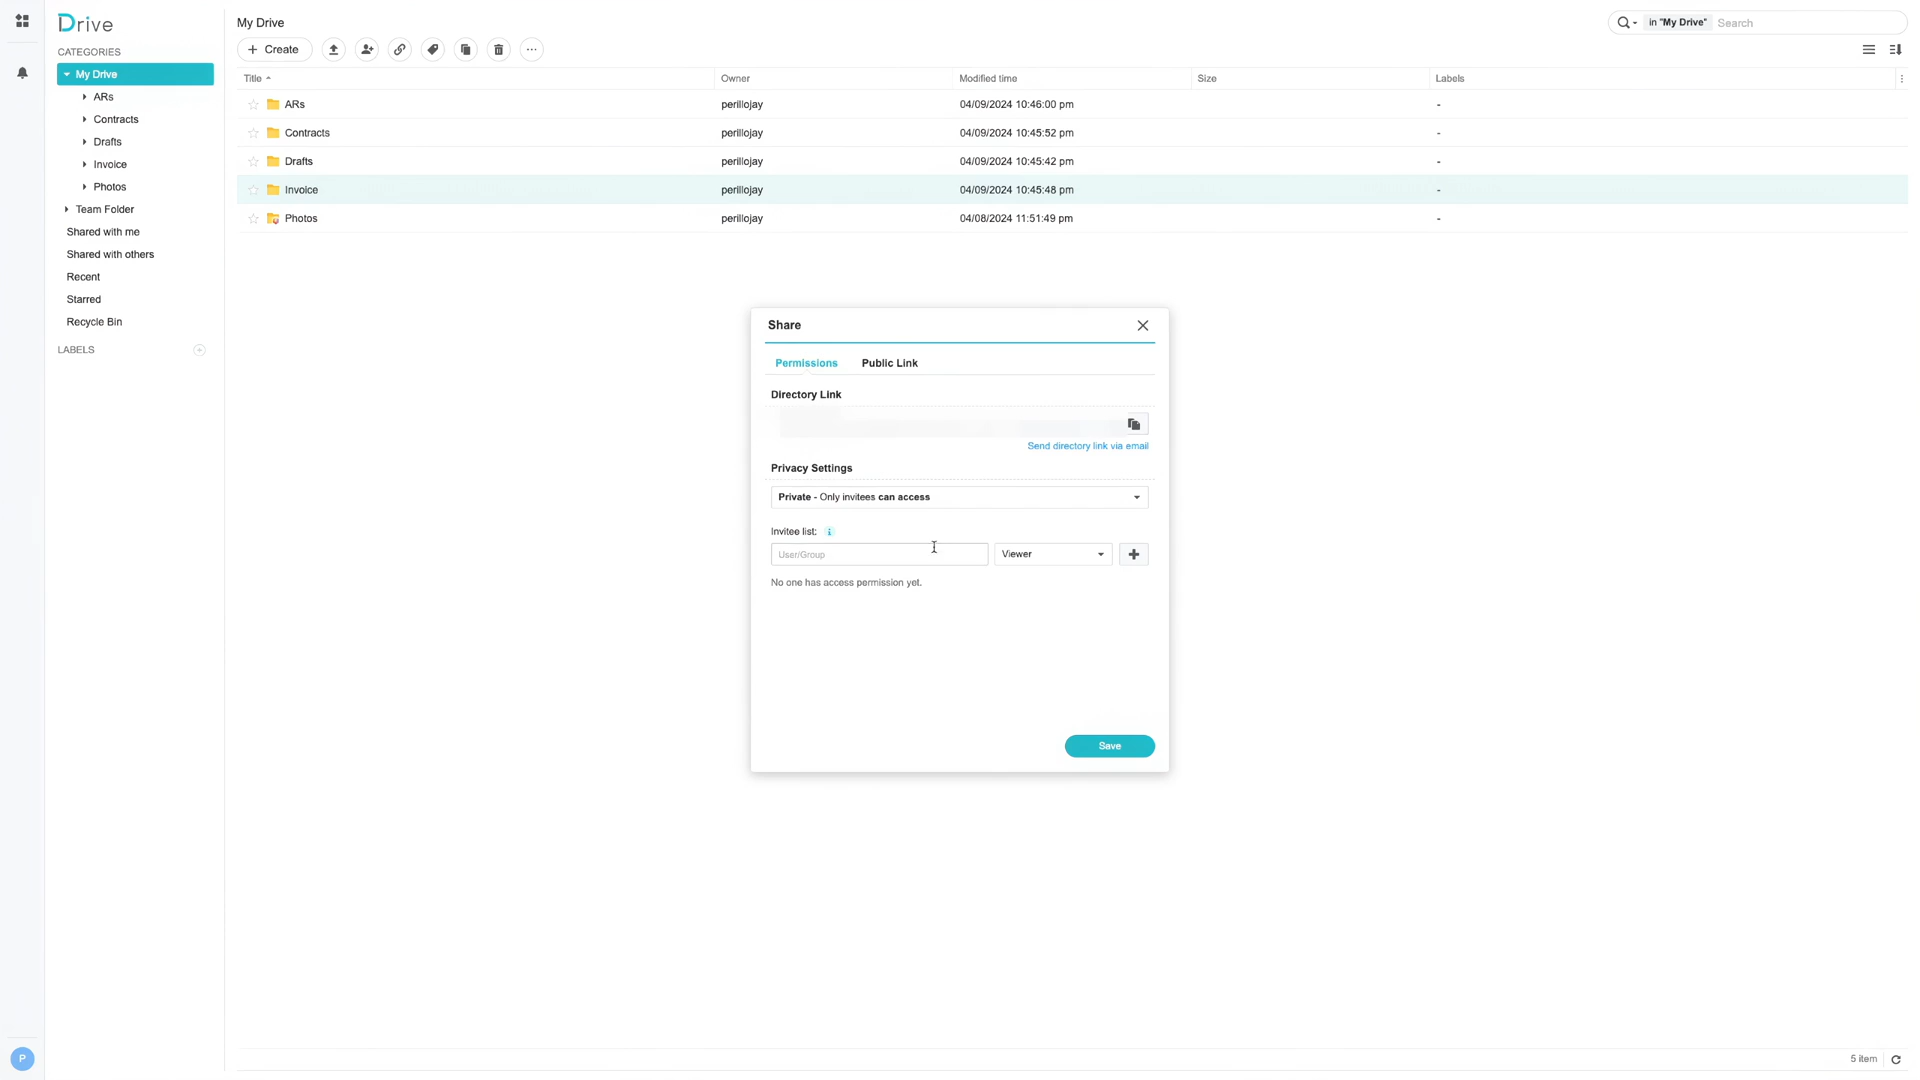 Drive
CATEGORIES
My Drive
ARs
Contracts
Drafts
Invoice
Photos
Team Folder
Shared with me
Shared with others
Recent
Starred
Recycle Bin
LABELS
P
My Drive
in "My Drive" Search
Create
Title Owner Modified time Size Labels
ARs perillojay 04/09/2024 10:46:00 pm -
Contracts perillojay 04/09/2024 10:45:52 pm -
Drafts perillojay 04/09/2024 10:45:42 pm -
Invoice perillojay 04/09/2024 10:45:48 pm -
Photos perillojay 04/08/2024 11:51:49 pm -
Share
Permissions Public Link
Directory Link
Send directory link via email
Privacy Settings
Private - Only invitees can access
Invitee list: i
User/Group Viewer
No one has access permission yet.
Save
5 item